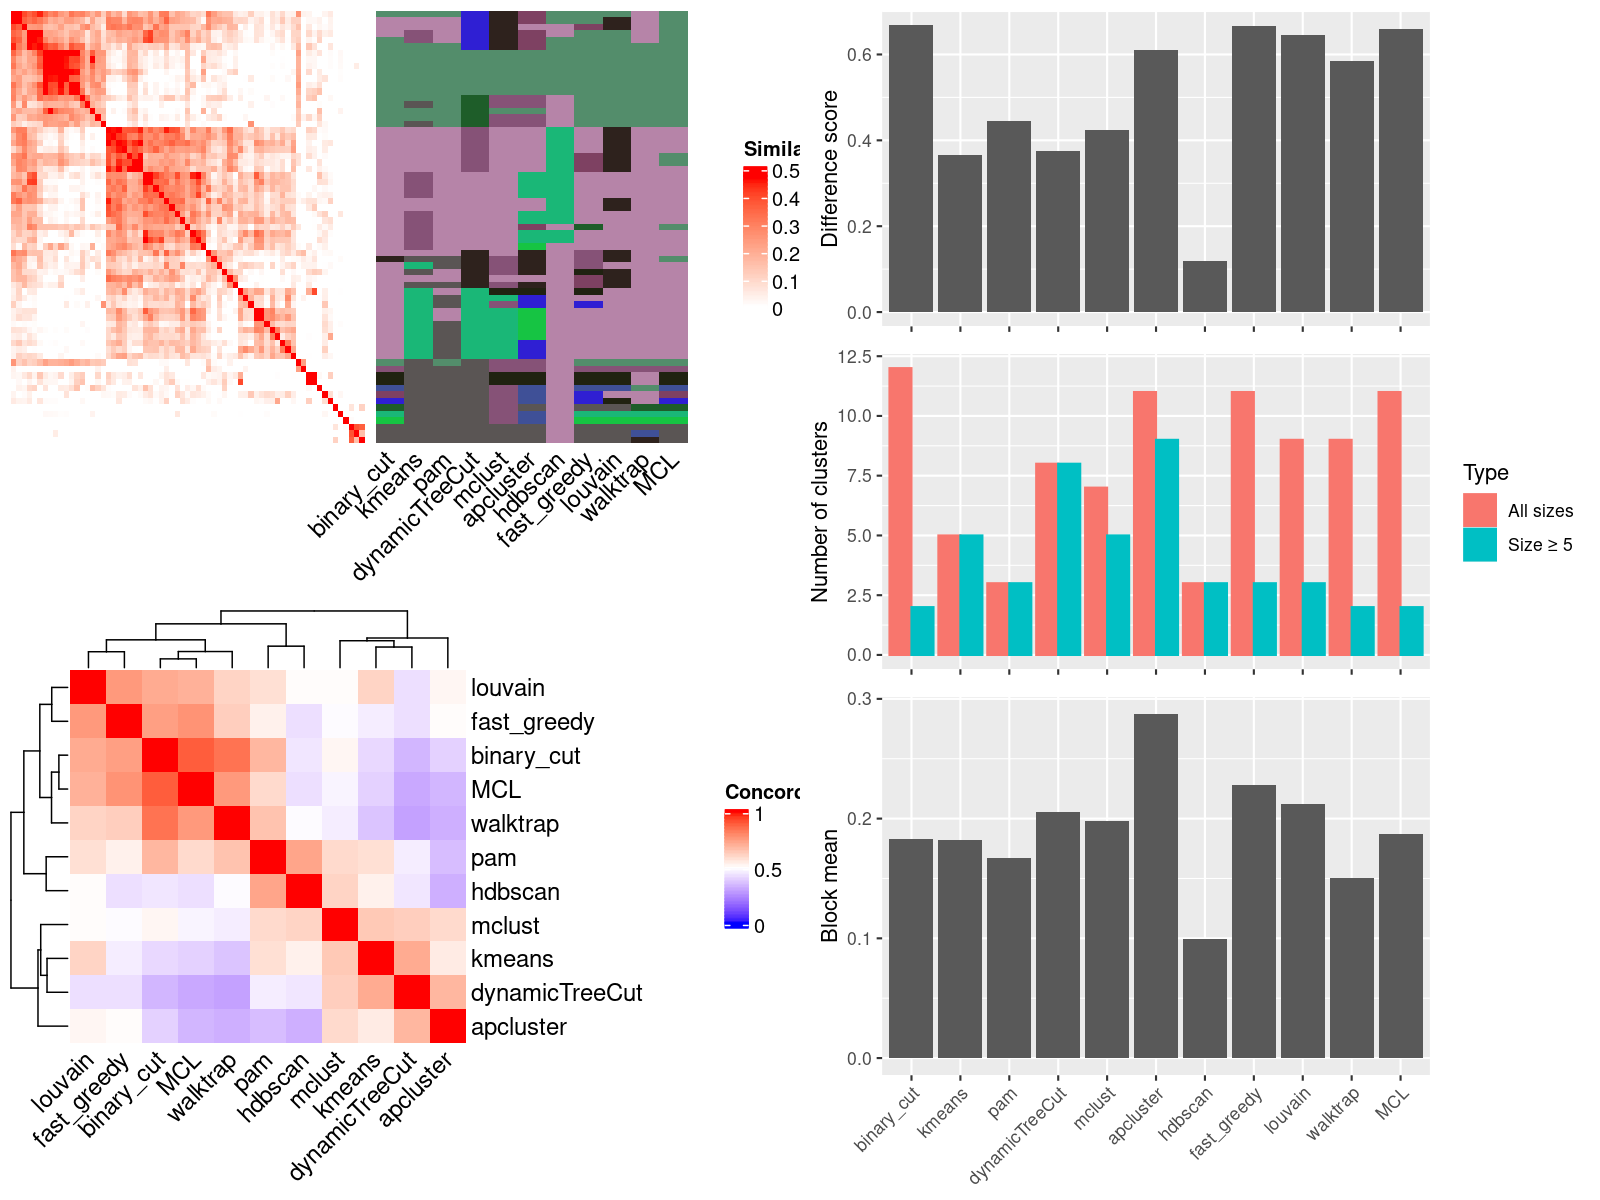 Simila
0.5
0.4
0.3
0.2
0.1
0
binary_cut
kmeans
pam
dynamicTreeCut
mclust
apcluster
hdbscan
fast_greedy
louvain
walktrap
MCL
louvain
fast_greedy
binary_cut
MCL
walktrap
pam
hdbscan
mclust
kmeans
dynamicTreeCut
apcluster
louvain
fast_greedy
binary_cut
MCL
walktrap
pam
hdbscan
mclust
kmeans
dynamicTreeCut
apcluster
Concord
1
0.5
0
Difference score
0.6
0.4
0.2
0.0
Number of clusters
12.5
10.0
7.5
5.0
2.5
0.0
Type
All sizes
Size ≥ 5
Block mean
0.3
0.2
0.1
0.0
binary_cut
kmeans
pam
dynamicTreeCut
mclust
apcluster
hdbscan
fast_greedy
louvain
walktrap
MCL